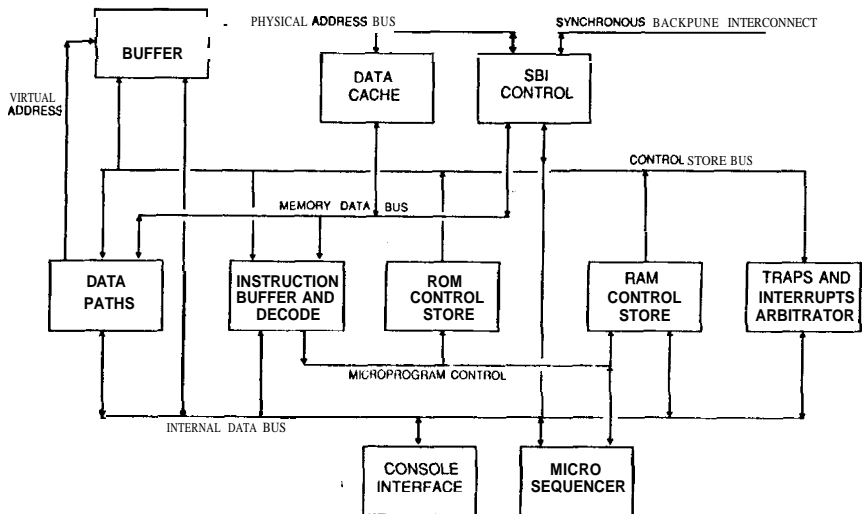 PHYSICAL ADDRESS BUS
SYNCHRONOUS BACKPUNE INTERCONNECT
BUFFER
DATA
CACHE
SBI
CONTROL
VIRTUAL
ADDRESS
CONTROL STORE BUS
MEMORY DATA BUS
DATA
PATHS
INSTRUCTION
BUFFER AND
DECODE
ROM
CONTROL
STORE
RAM
CONTROL
STORE
TRAPS AND
INTERRUPTS
ARBITRATOR
MICROPROGRAM CONTROL
INTERNAL DATA BUS
CONSOLE
INTERFACE
MICRO
SEQUENCER